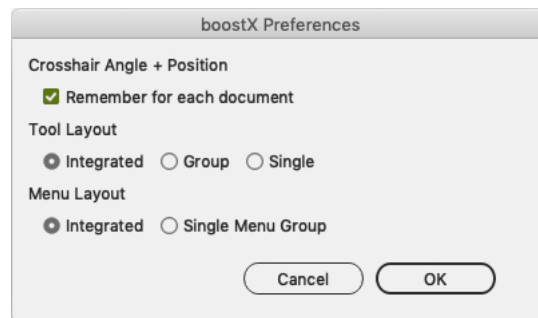 boostX Preferences
Crosshair Angle + Position
Remember for each document
Tool Layout
Integrated Group Single
Menu Layout
Integrated Single Menu Group
Cancel OK